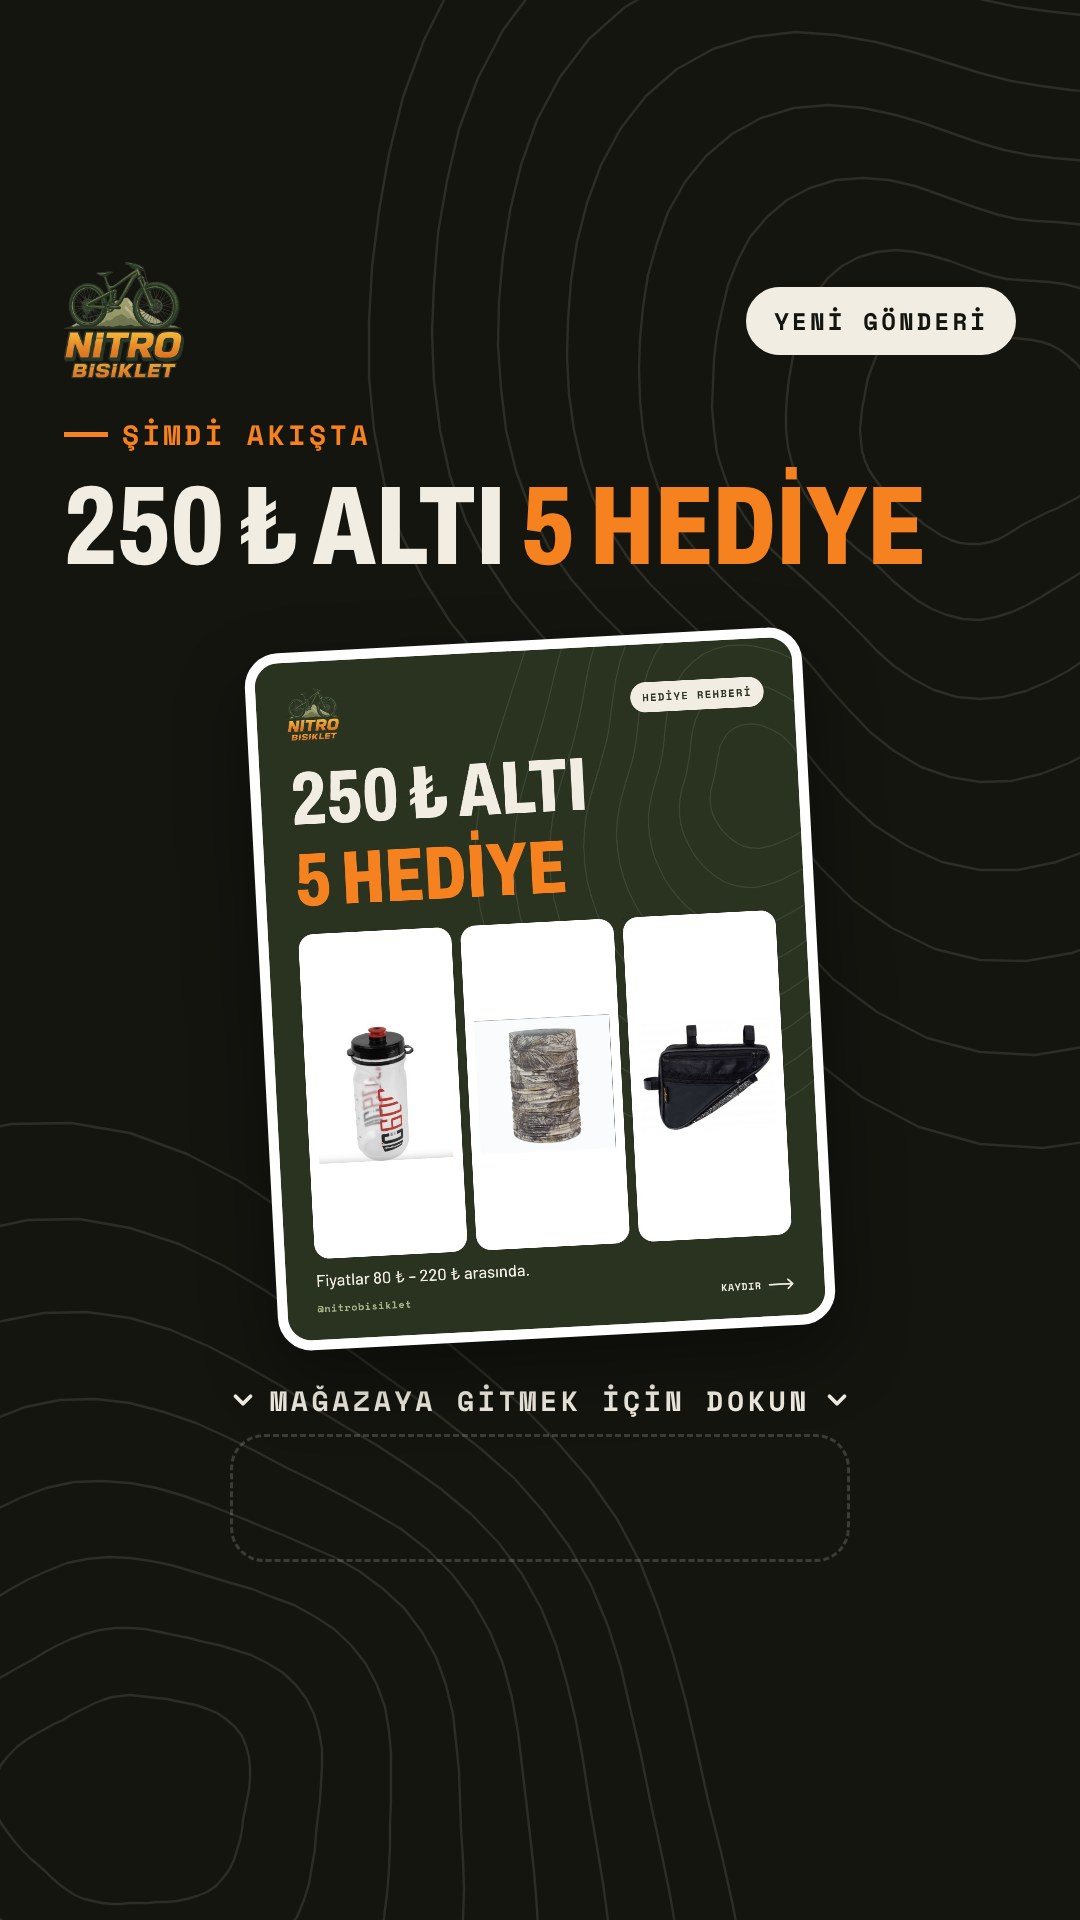 NiTRO
BiSiKLET
YENİ GÖNDERİ
ŞİMDİ AKIŞTA
250 ₺ ALTI 5 HEDİYE
NiTRO
BiSiKLET
HEDİYE REHBERİ
250 ₺ ALTI
5 HEDİYE
Fiyatlar 80 ₺ – 220 ₺ arasında.
@nitrobisiklet
KAYDIR
MAĞAZAYA GİTMEK İÇİN DOKUN